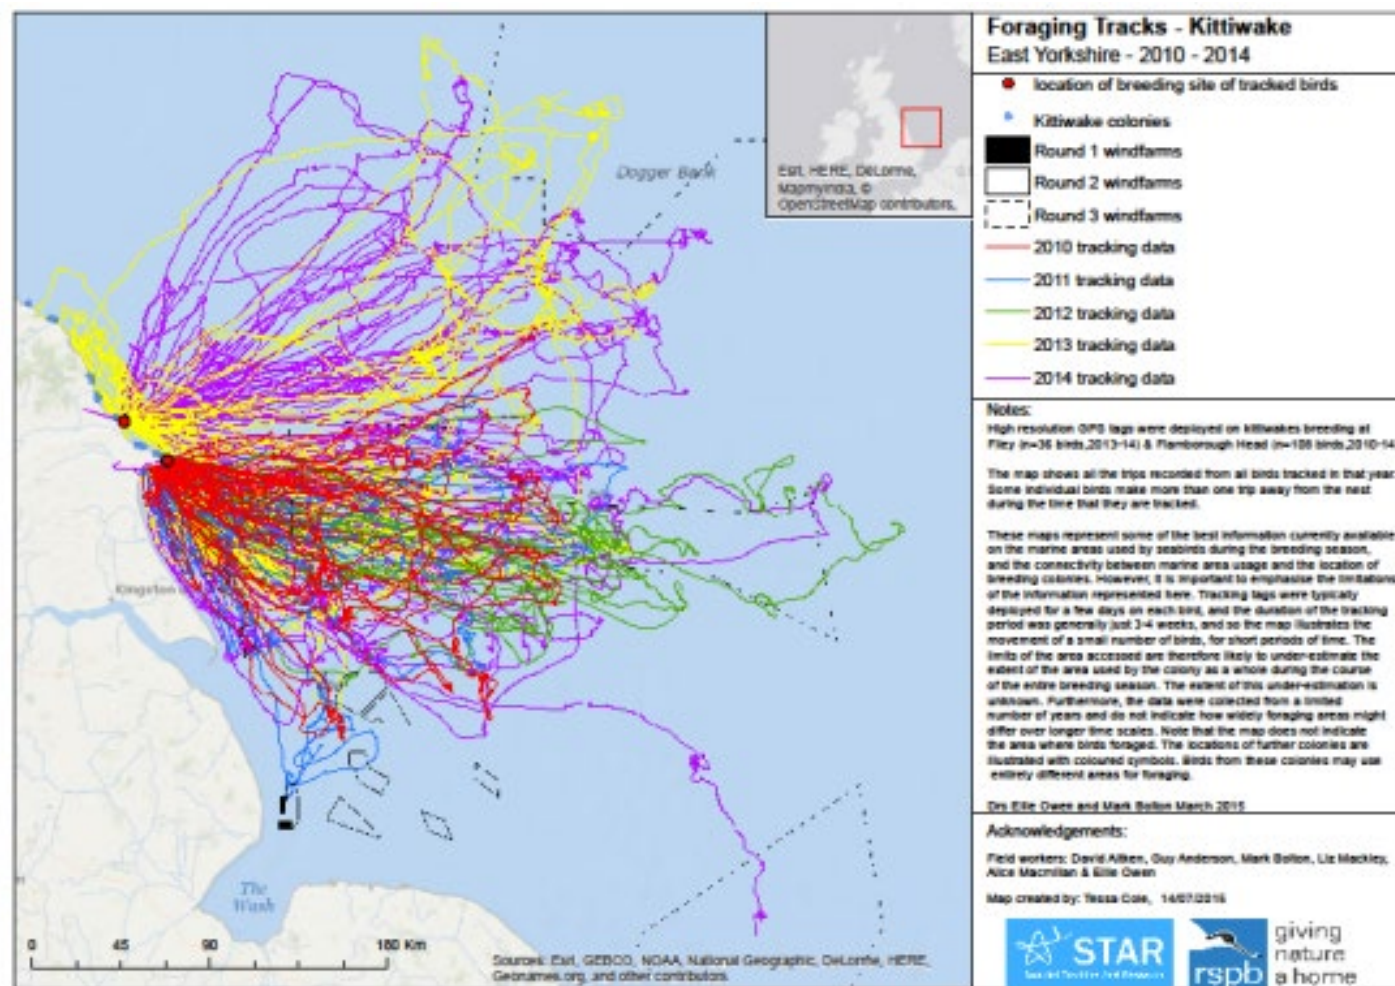 Foraging Tracks - Kittiwake
East Yorkshire - 2010 - 2014
location of breeding site of tracked birds
Kittiwake colonies
Round 1 windfarms
Round 2 windfarms
Round 3 windfarms
2010 tracking data
2011 tracking data
2012 tracking data
2013 tracking data
2014 tracking data
Notes:
High resolution GPS tags were deployed on kittiwakes breeding at
Filey (n=36 birds,2013-14) & Flamborough Head (n=108 birds,2010-14
The map shows all the trips recorded from all birds tracked in that year
Some individual birds make more than one trip away from the nest
during the time that they are tracked.
These maps represent some of the best information currently available
on the marine areas used by seabirds during the breeding season,
and the connectivity between marine area usage and the location of
breeding colonies. However, it is important to emphasise the limitations
of the information represented here. Tracking tags were typically
deployed for a few days on each bird, and the duration of the tracking
period was generally just 3-4 weeks, and so the map illustrates the
movement of a small number of birds, for short periods of time. The
limits of the area accessed are therefore likely to under-estimate the
extent of the area used by the colony as a whole during the course
of the entire breeding season. The extent of this under-estimation is
unknown. Furthermore, the data were collected from a limited
number of years and do not indicate how widely foraging areas might
differ over longer time scales. Note that the map does not indicate
the area where birds foraged. The locations of further colonies are
illustrated with coloured symbols. Birds from these colonies may use
entirely different areas for foraging.
Drs Ellie Owen and Mark Bolton March 2015
Acknowledgements:
Field workers: David Aitken, Guy Anderson, Mark Bolton, Liz Mackley,
Alice Macmillan & Ellie Owen
Map created by: Tessa Cole, 14/07/2015
STAR
rspb
giving
nature
a home
Esri, HERE, DeLorme,
MapmyIndia, ©
OpenStreetMap contributors,
Dogger Bank
Kingston
The
Wash
0 45 90 180 Km
Sources: Esri, GEBCO, NOAA, National Geographic, DeLorme, HERE,
Geonames.org, and other contributors